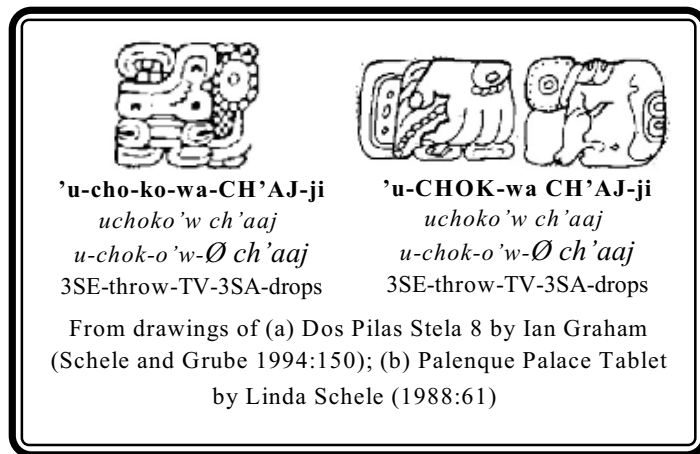 ’u-cho-ko-wa-CH’AJ-ji
uchoko’w ch’aaj
u-chok-o’w-Ø ch’aaj
3SE-throw-TV-3SA-drops
’u-CHOK-wa CH’AJ-ji
uchoko’w ch’aaj
u-chok-o’w-Ø ch’aaj
3SE-throw-TV-3SA-drops
From drawings of (a) Dos Pilas Stela 8 by Ian Graham
(Schele and Grube 1994:150); (b) Palenque Palace Tablet
by Linda Schele (1988:61)